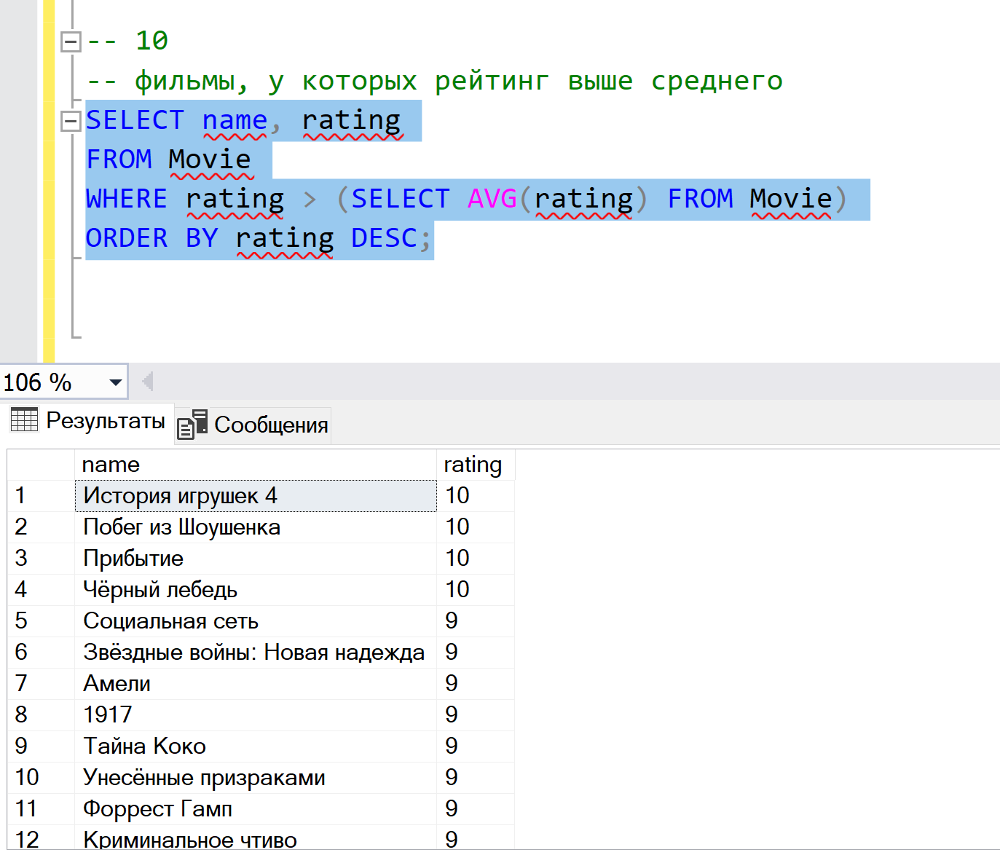 -- 10
-- фильмы, у которых рейтинг выше среднего
SELECT name, rating
FROM Movie
WHERE rating > (SELECT AVG(rating) FROM Movie)
ORDER BY rating DESC;
106 %
Результаты Сообщения
name rating
1 История игрушек 4 10
2 Побег из Шоушенка 10
3 Прибытие 10
4 Чёрный лебедь 10
5 Социальная сеть 9
6 Звёздные войны: Новая надежда 9
7 Амели 9
8 1917 9
9 Тайна Коко 9
10 Унесённые призраками 9
11 Форрест Гамп 9
12 Криминальное чтиво 9